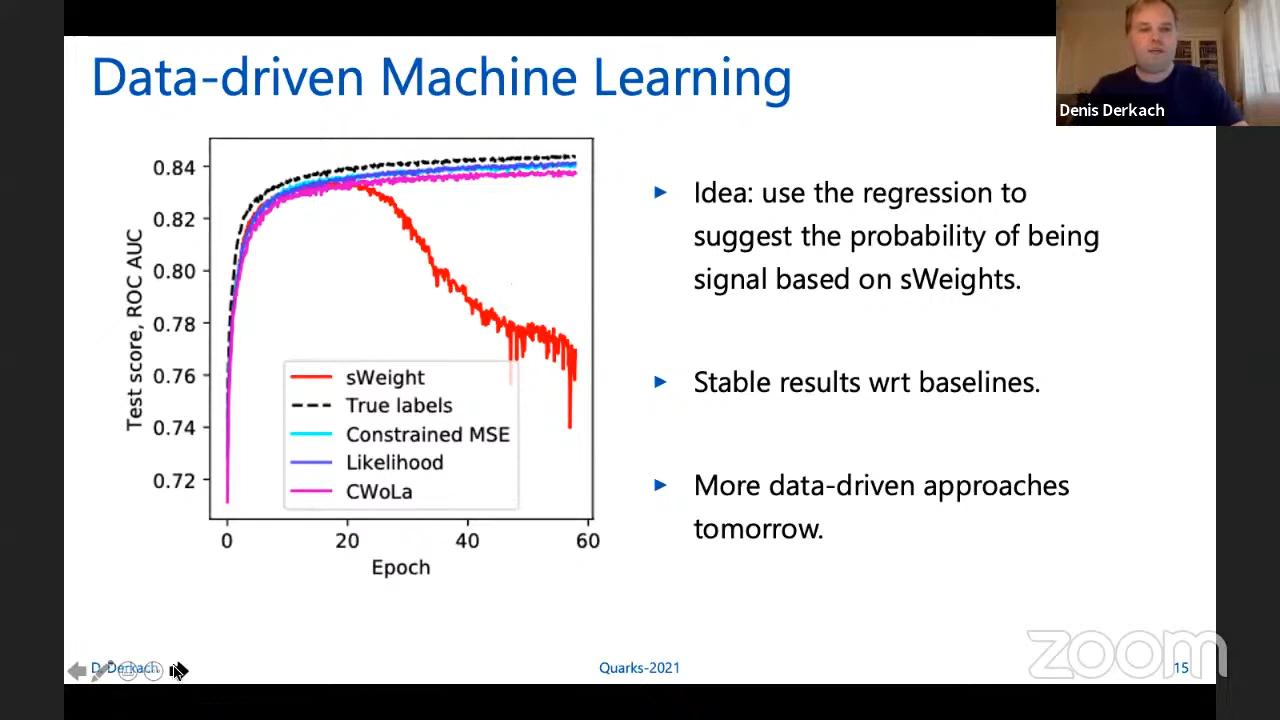 Data-driven Machine Learning
Denis Derkach
0.84
0.82
0.80
0.78
0.76
0.74
0.72
Test score, ROC AUC
sWeight
True labels
Constrained MSE
Likelihood
CWoLa
0 20 40 60
Epoch
► Idea: use the regression to
suggest the probability of being
signal based on sWeights.
► Stable results wrt baselines.
► More data-driven approaches
tomorrow.
D. Derkach
Quarks-2021
15
zoom